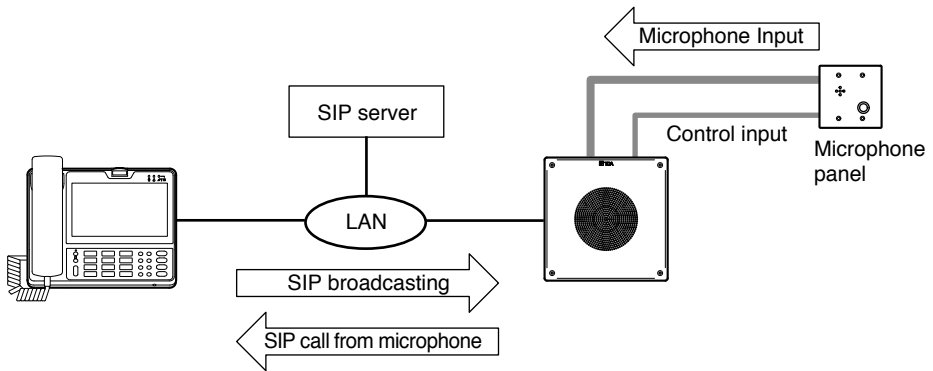 Microphone Input
SIP server
Control input
Microphone
panel
LAN
SIP broadcasting
SIP call from microphone